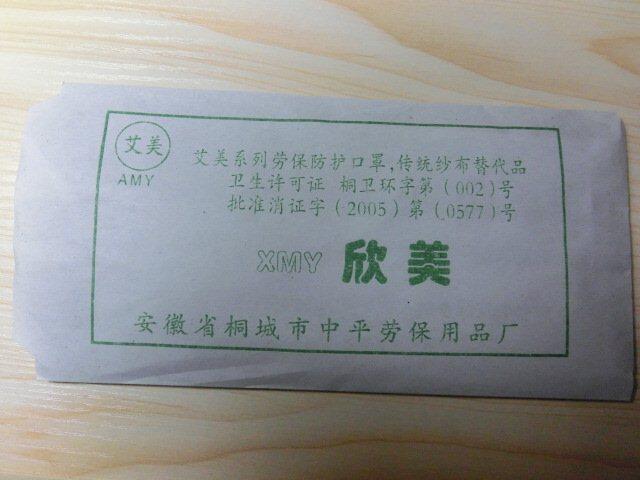 艾美
AMY
艾美系列劳保防护口罩,传统纱布替代品
卫生许可证 桐卫环字第(002)号
批准消证字(2005)第(0577)号
XMY 欣美
安徽省桐城市中平劳保用品厂